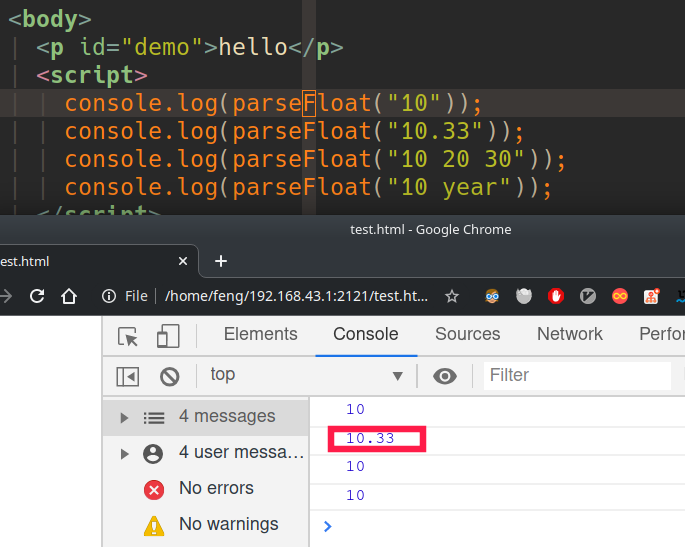 <body>
<p id="demo">hello</p>
<script>
console.log(parseFloat("10"));
console.log(parseFloat("10.33"));
console.log(parseFloat("10 20 30"));
console.log(parseFloat("10 year"));
</script>
test.html - Google Chrome
est.html
File /home/feng/192.168.43.1:2121/test.ht...
Elements Console Sources Network Perfor
top Filter
4 messages
4 user messa...
No errors
No warnings
10
10.33
10
10